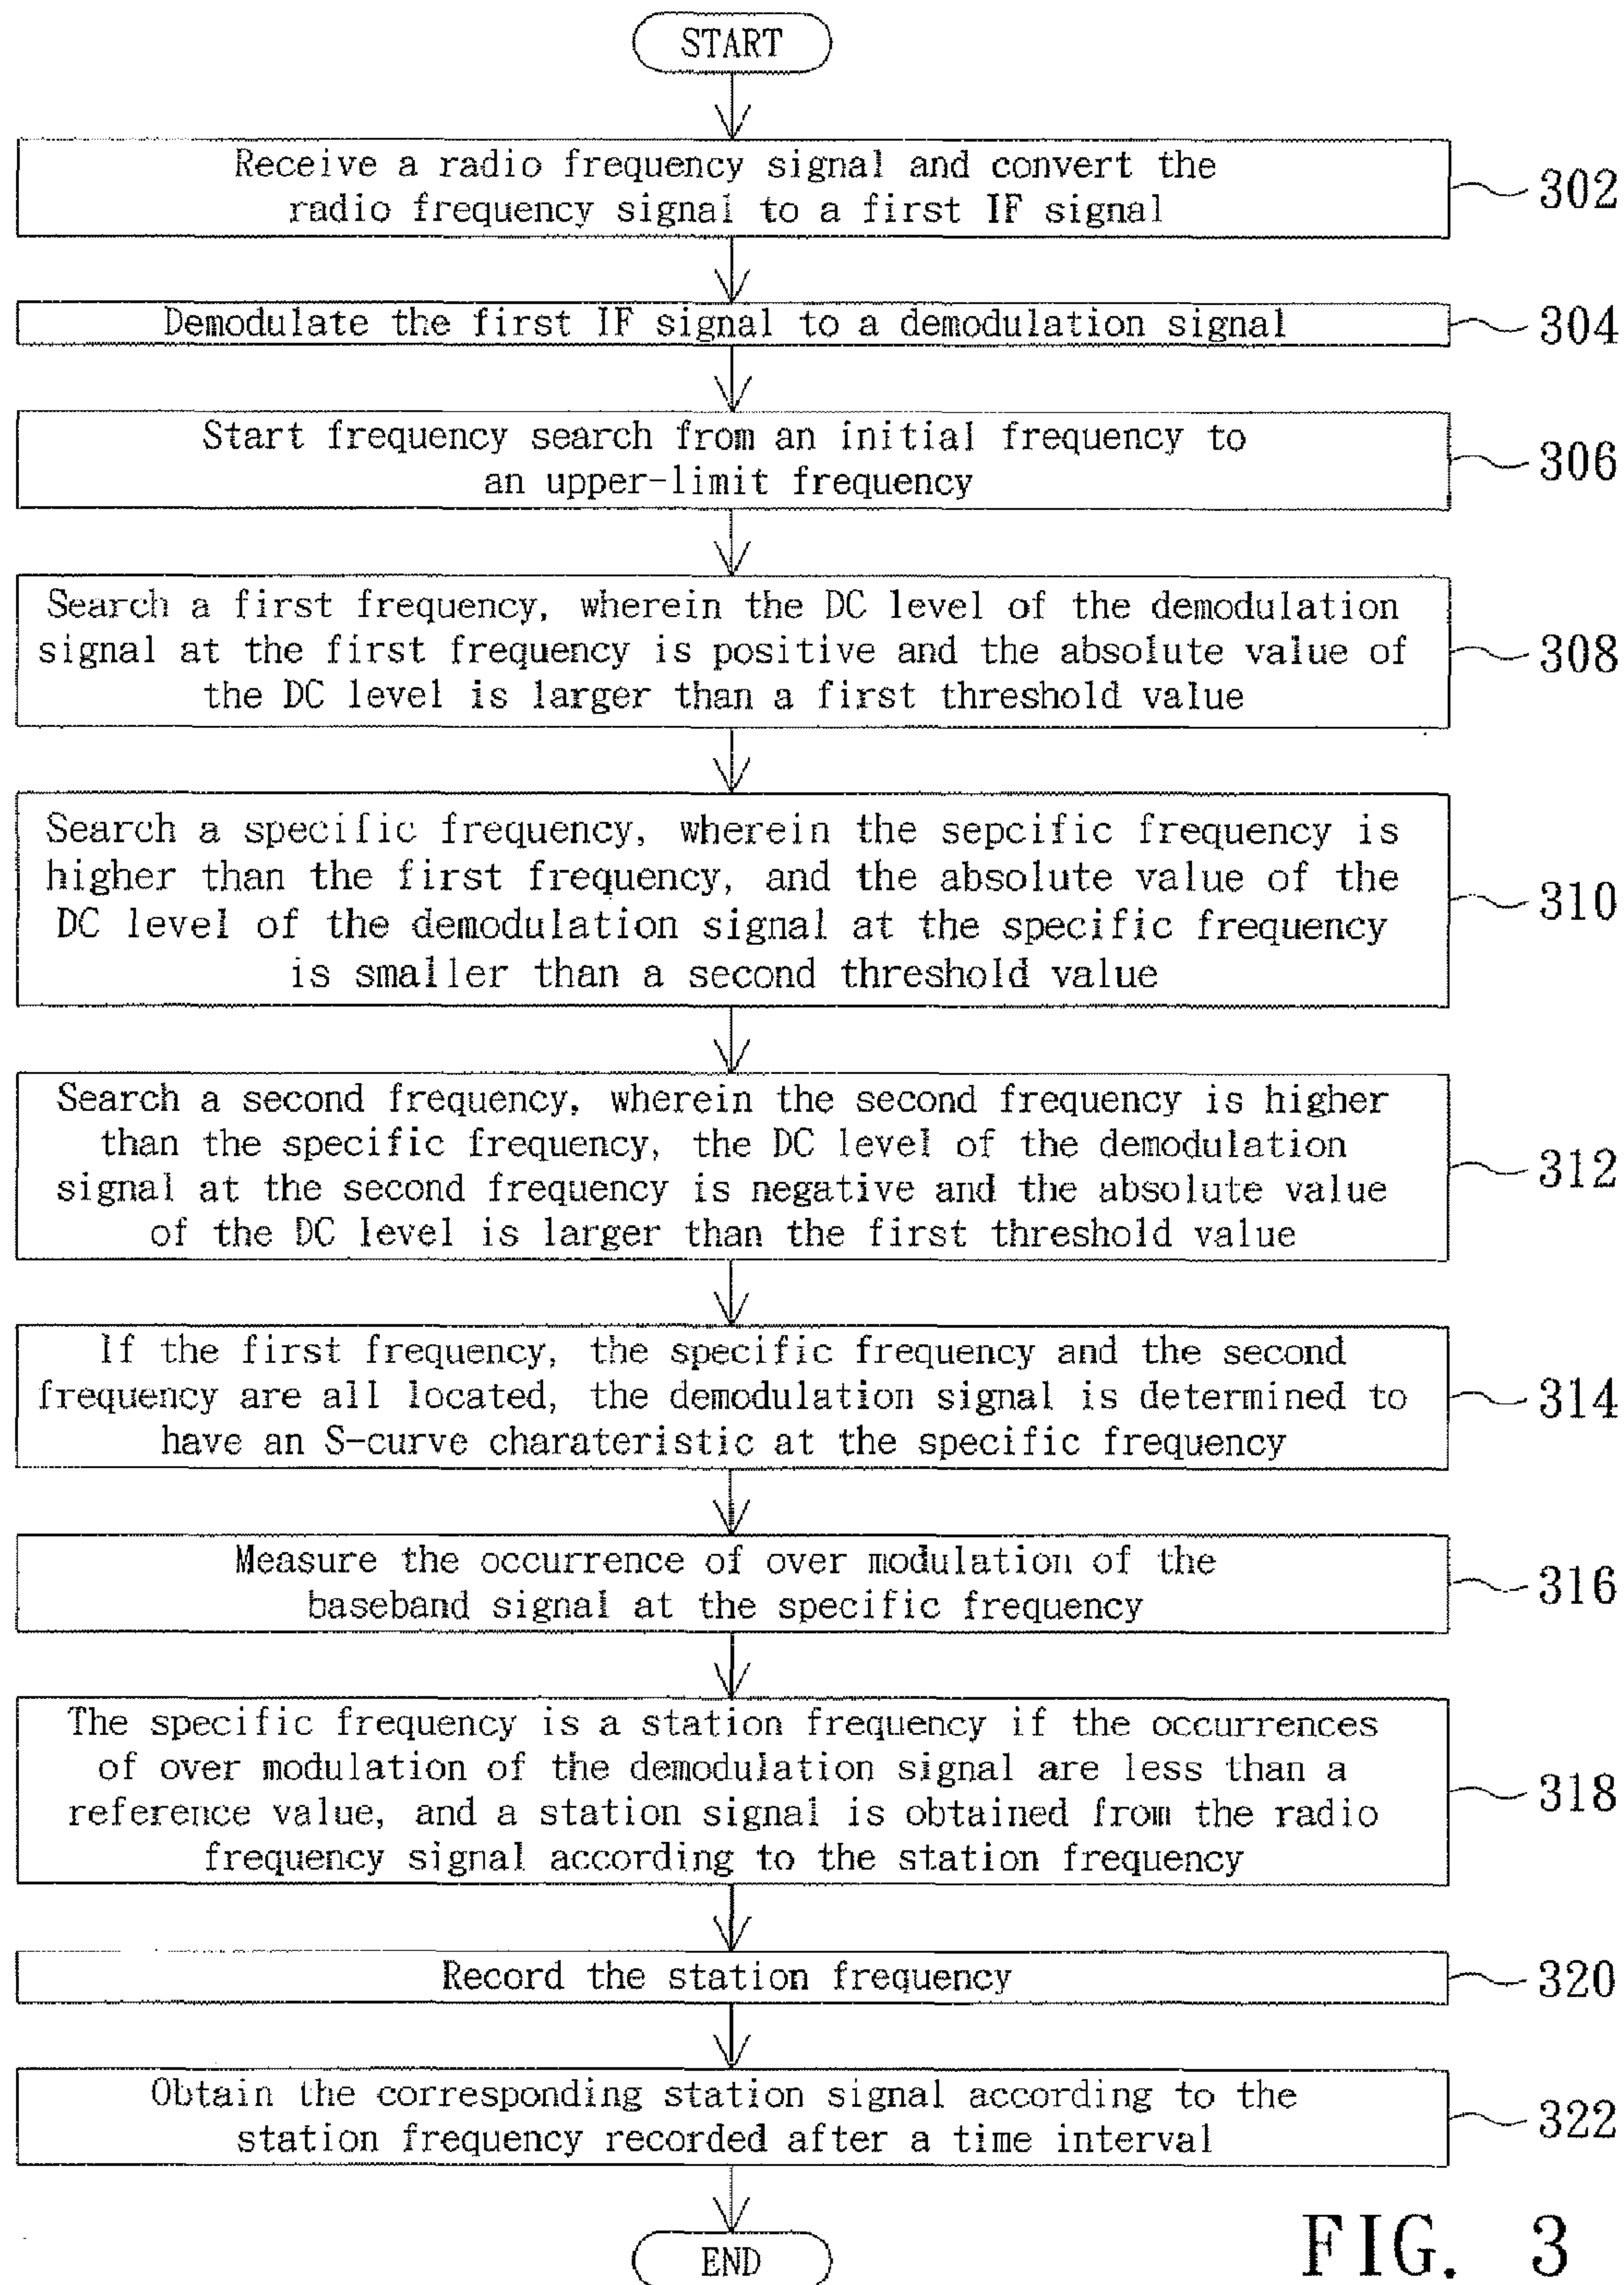 START
Receive a radio frequency signal and convert the
radio frequency signal to a first IF signal
302
Demodulate the first IF signal to a demodulation signal
304
Start frequency search from an initial frequency to
an upper-limit frequency
306
Search a first frequency, wherein the DC level of the demodulation
signal at the first frequency is positive and the absolute value of
the DC level is larger than a first threshold value
308
Search a specific frequency, wherein the sepcific frequency is
higher than the first frequency, and the absolute value of the
DC level of the demodulation signal at the specific frequency
is smaller than a second threshold value
310
Search a second frequency, wherein the second frequency is higher
than the specific frequency, the DC level of the demodulation
signal at the second frequency is negative and the absolute value
of the DC level is larger than the first threshold value
312
If the first frequency, the specific frequency and the second
frequency are all located, the demodulation signal is determined to
have an S-curve charateristic at the specific frequency
314
Measure the occurrence of over modulation of the
baseband signal at the specific frequency
316
The specific frequency is a station frequency if the occurrences
of over modulation of the demodulation signal are less than a
reference value, and a station signal is obtained from the radio
frequency signal according to the station frequency
318
Record the station frequency
320
Obtain the corresponding station signal according to the
station frequency recorded after a time interval
322
END
FIG. 3